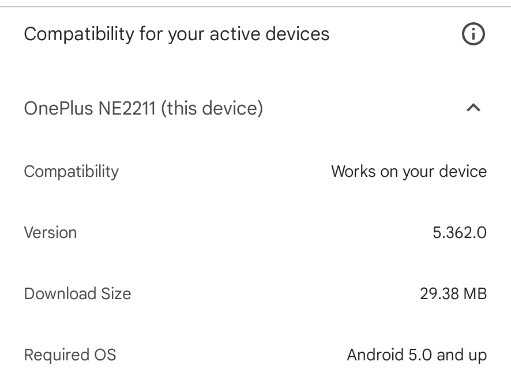 Compatibility for your active devices
OnePlus NE2211 (this device)
Compatibility Works on your device
Version 5.362.0
Download Size 29.38 MB
Required OS Android 5.0 and up